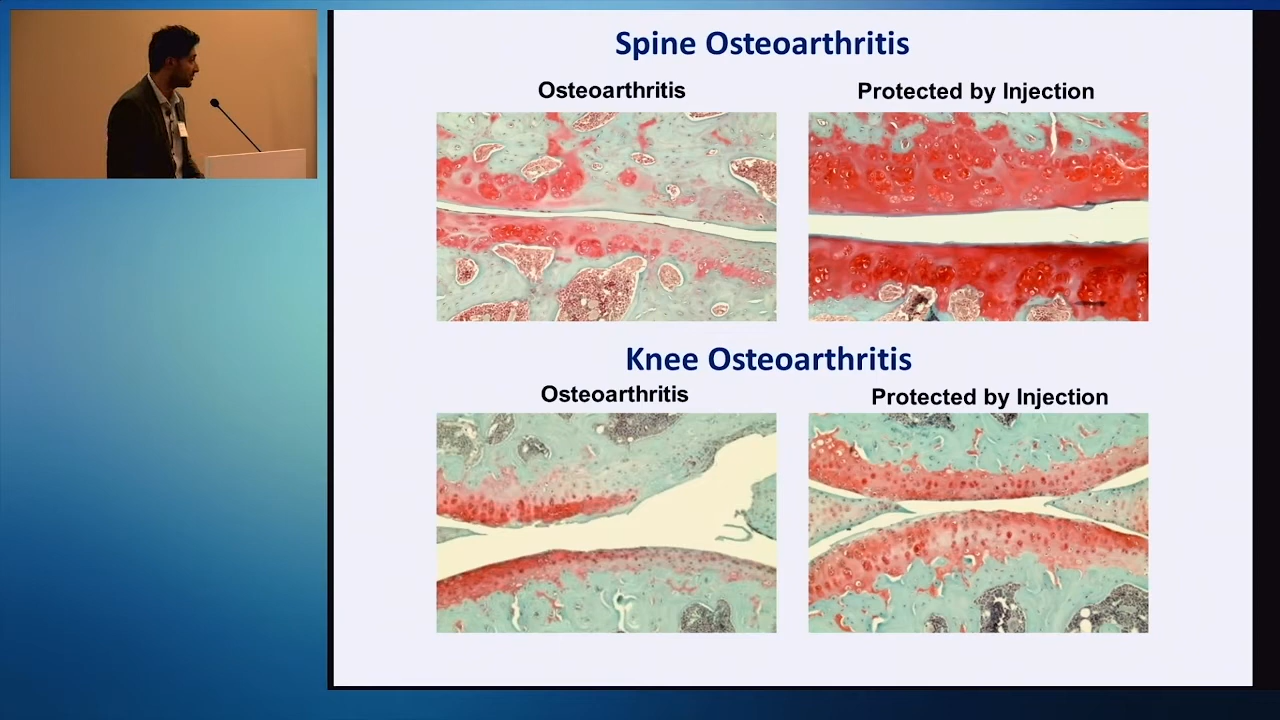 Spine Osteoarthritis
Osteoarthritis
Protected by Injection
Knee Osteoarthritis
Osteoarthritis
Protected by Injection